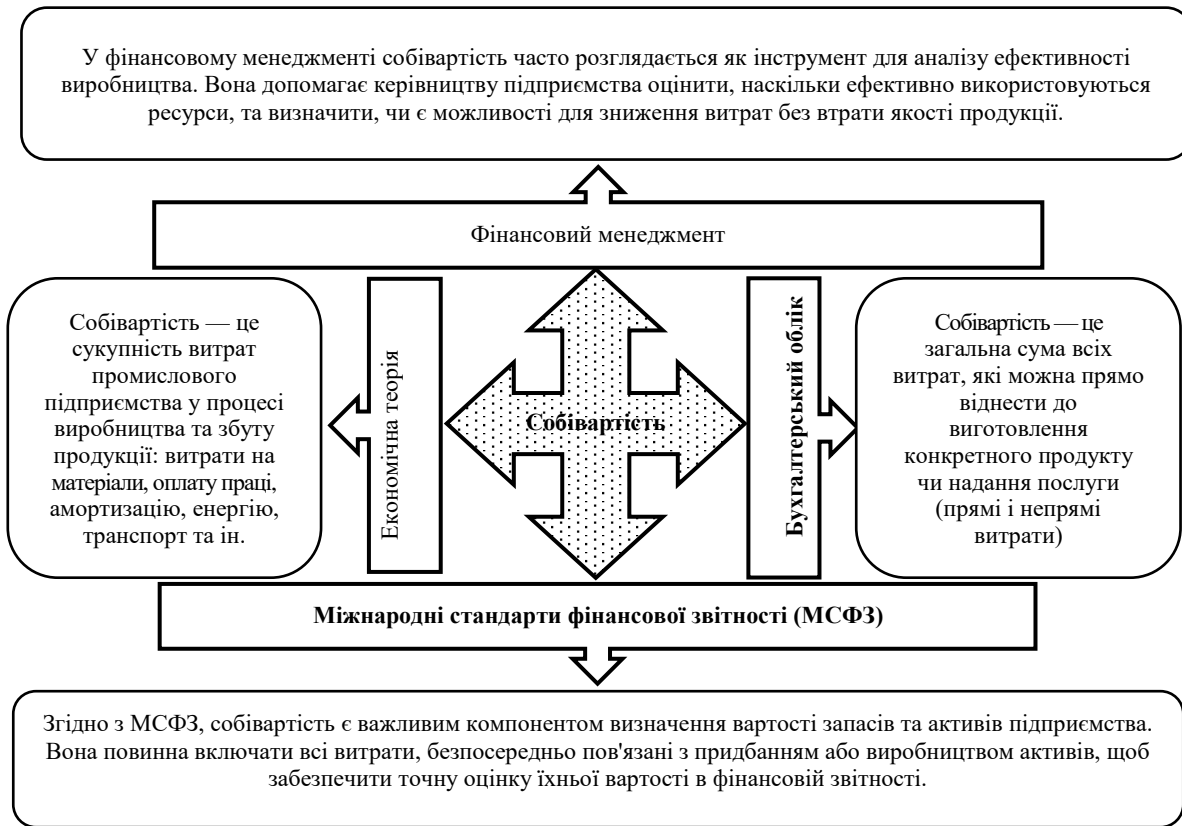 У фінансовому менеджменті собівартість часто розглядається як інструмент для аналізу ефективності
виробництва. Вона допомагає керівництву підприємства оцінити, наскільки ефективно використовуються
ресурси, та визначити, чи є можливості для зниження витрат без втрати якості продукції.
Фінансовий менеджмент
Собівартість — це
сукупність витрат
промислового
підприємства у процесі
виробництва та збуту
продукції: витрати на
матеріали, оплату праці,
амортизацію, енергію,
транспорт та ін.
Економічна теорія
Собівартість
Бухгалтерський облік
Собівартість — це
загальна сума всіх
витрат, які можна прямо
віднести до
виготовлення
конкретного продукту
чи надання послуги
(прямі і непрямі
витрати)
Міжнародні стандарти фінансової звітності (МСФЗ)
Згідно з МСФЗ, собівартість є важливим компонентом визначення вартості запасів та активів підприємства.
Вона повинна включати всі витрати, безпосередньо пов'язані з придбанням або виробництвом активів, щоб
забезпечити точну оцінку їхньої вартості в фінансовій звітності.